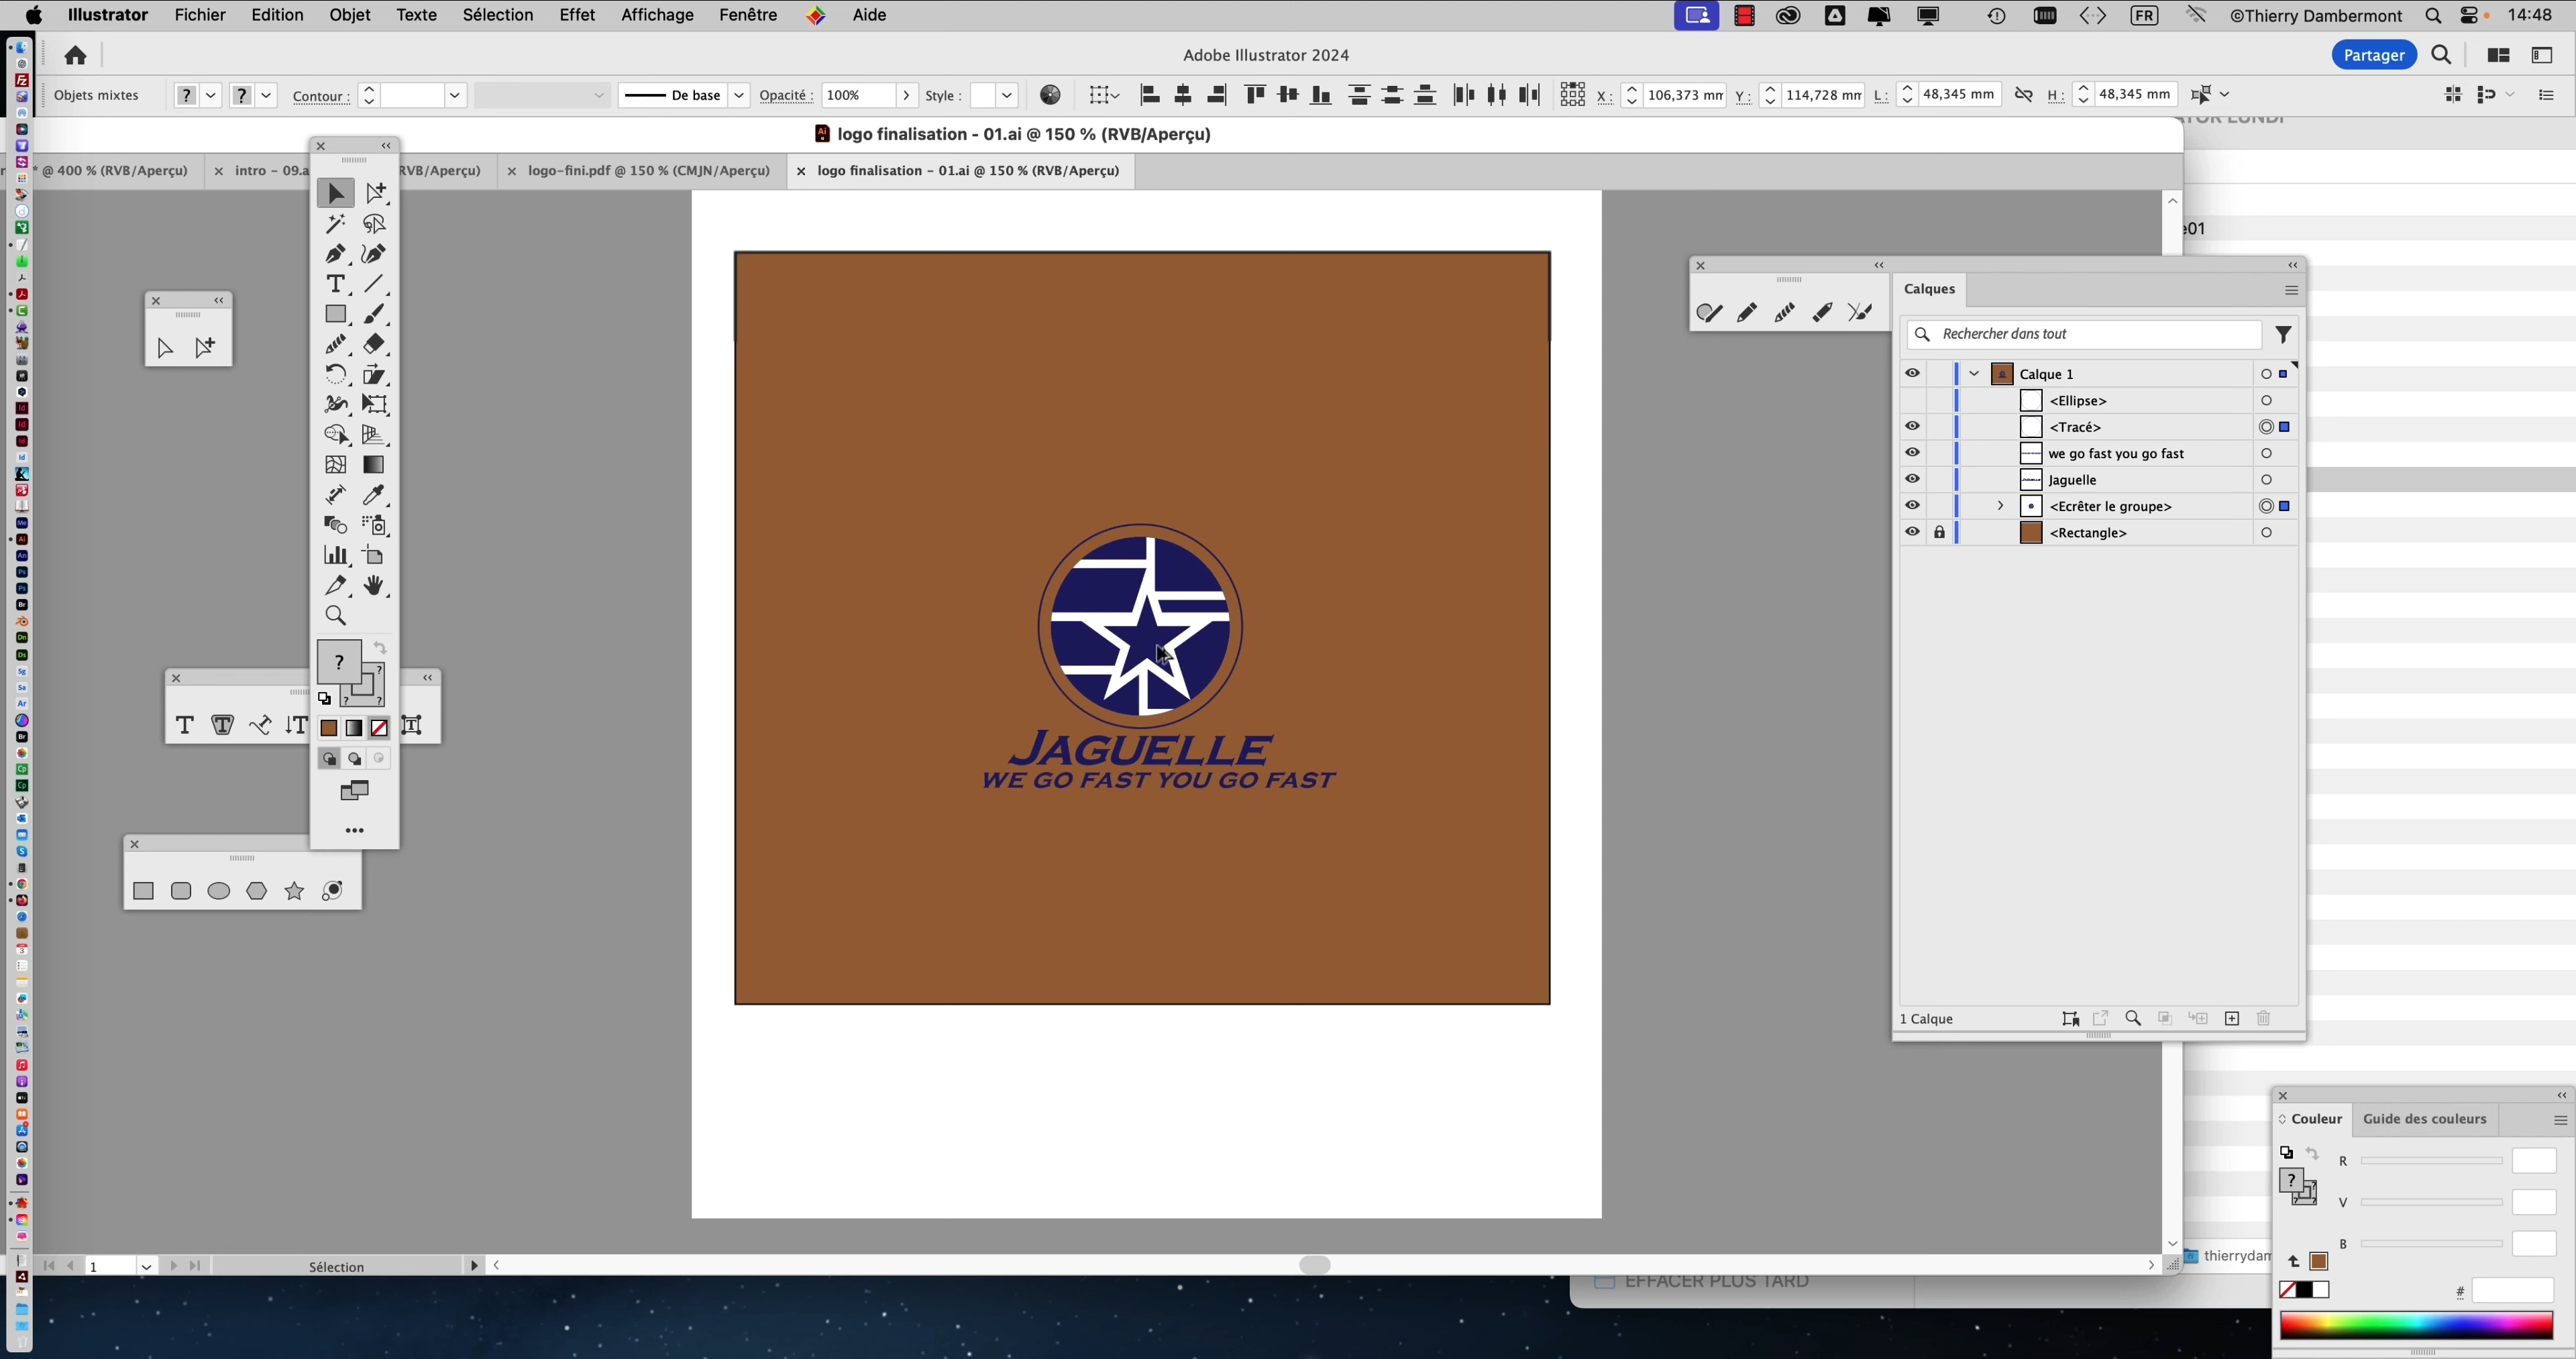 Illustrator Fichier Edition Objet Texte Sélection Effet Affichage Fenêtre Aide FR ©Thierry Dambermont 14:48
Adobe Illustrator 2024 Partager
Objets mixtes ? ? Contour : De base Opacité : 100% Style : X : 106,373 mm Y : 114,728 mm L : 48,345 mm H : 48,345 mm
logo finalisation - 01.ai @ 150 % (RVB/Aperçu)
* @ 400 % (RVB/Aperçu) intro - 09.a RVB/Aperçu) logo-fini.pdf @ 150 % (CMJN/Aperçu) logo finalisation - 01.ai @ 150 % (RVB/Aperçu)
Calques
Rechercher dans tout
Calque 1
<Ellipse>
<Tracé>
we go fast you go fast
Jaguelle
<Ecrêter le groupe>
<Rectangle>
JAGUELLE
WE GO FAST YOU GO FAST
1 Calque
Couleur Guide des couleurs
R
V
B
#
1 Sélection
thierrydam
EFFACER PLUS TARD